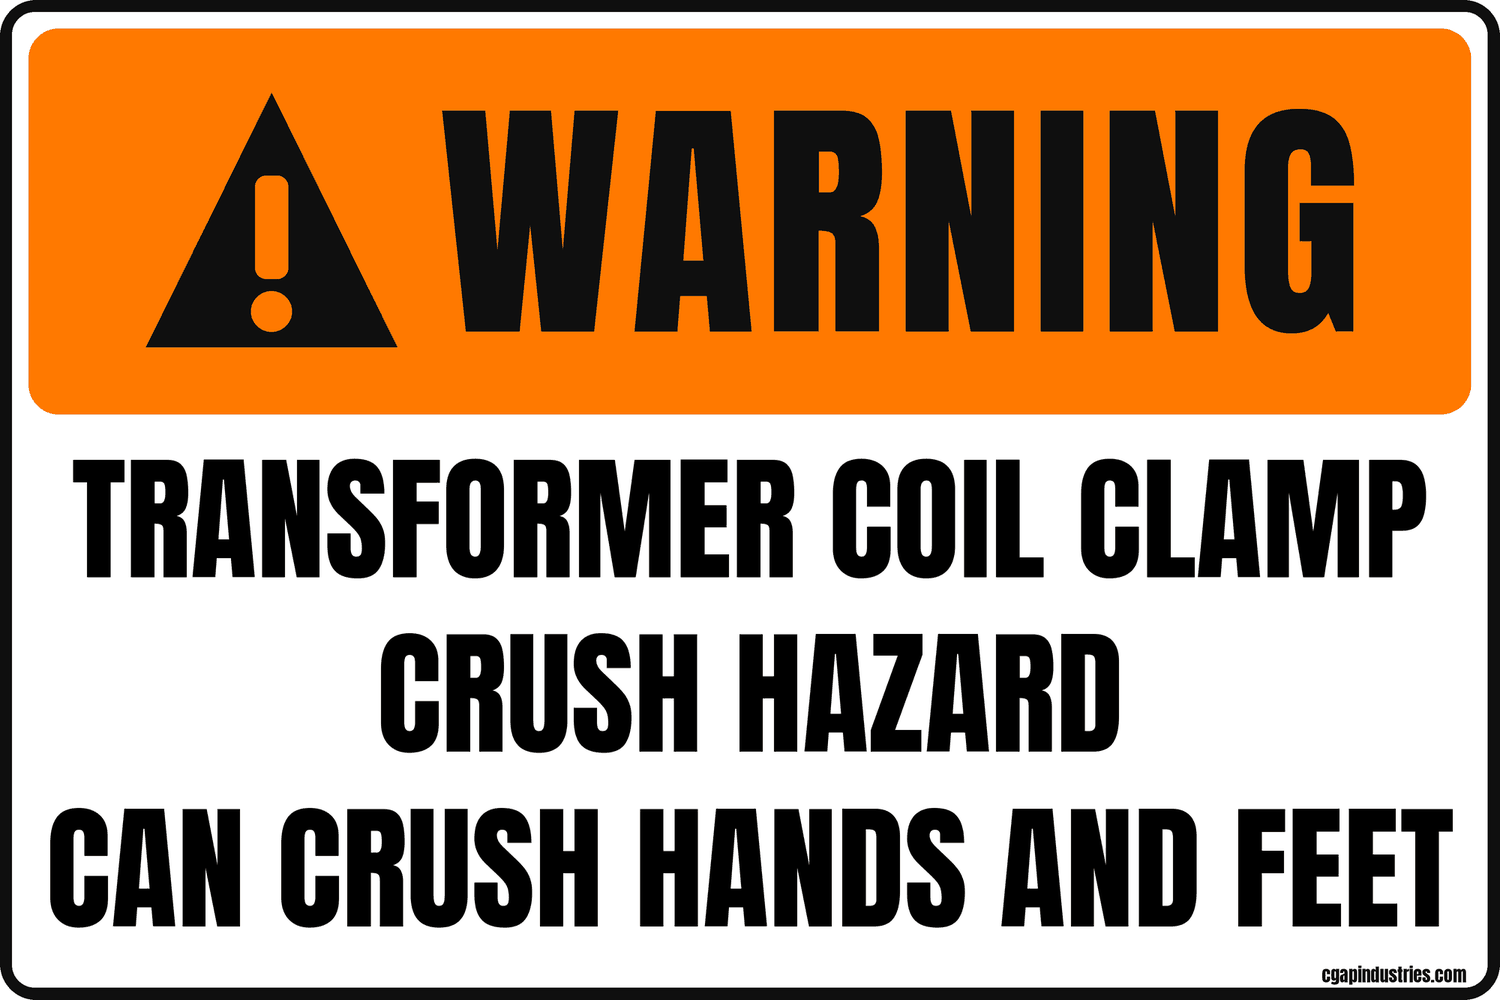 WARNING
TRANSFORMER COIL CLAMP
CRUSH HAZARD
CAN CRUSH HANDS AND FEET
cgapindustries.com